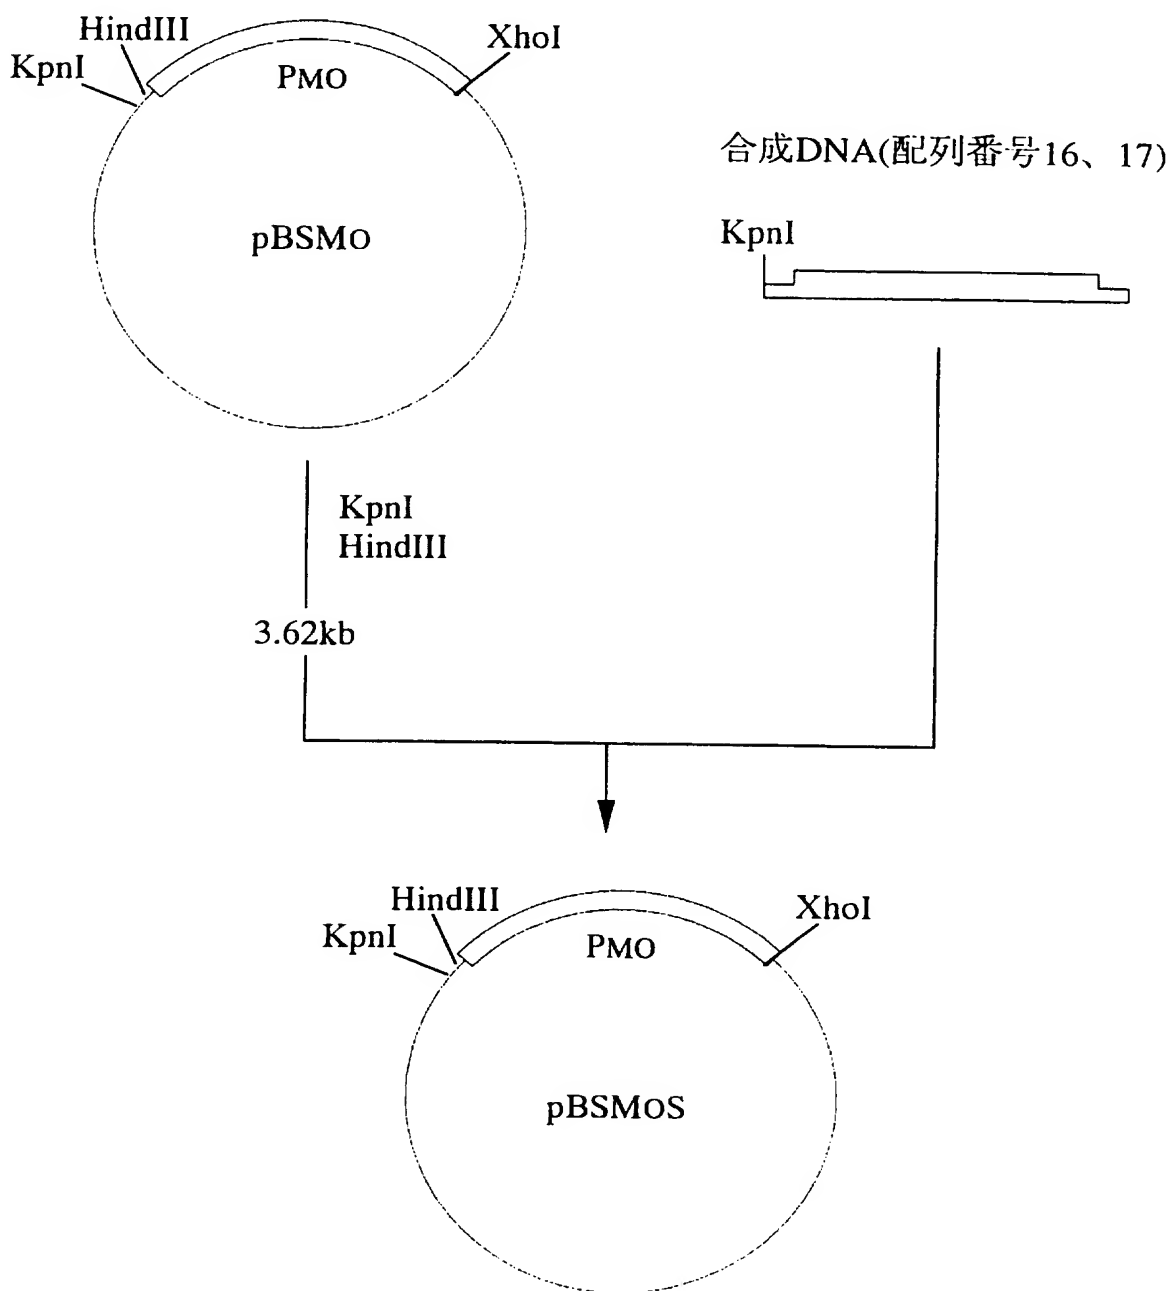 HindIII
XhoI
KpnI
PMO
合成DNA(配列番号16、17)
pBSMO
KpnI
KpnI
HindIII
3.62kb
HindIII
XhoI
KpnI
PMO
pBSMOS